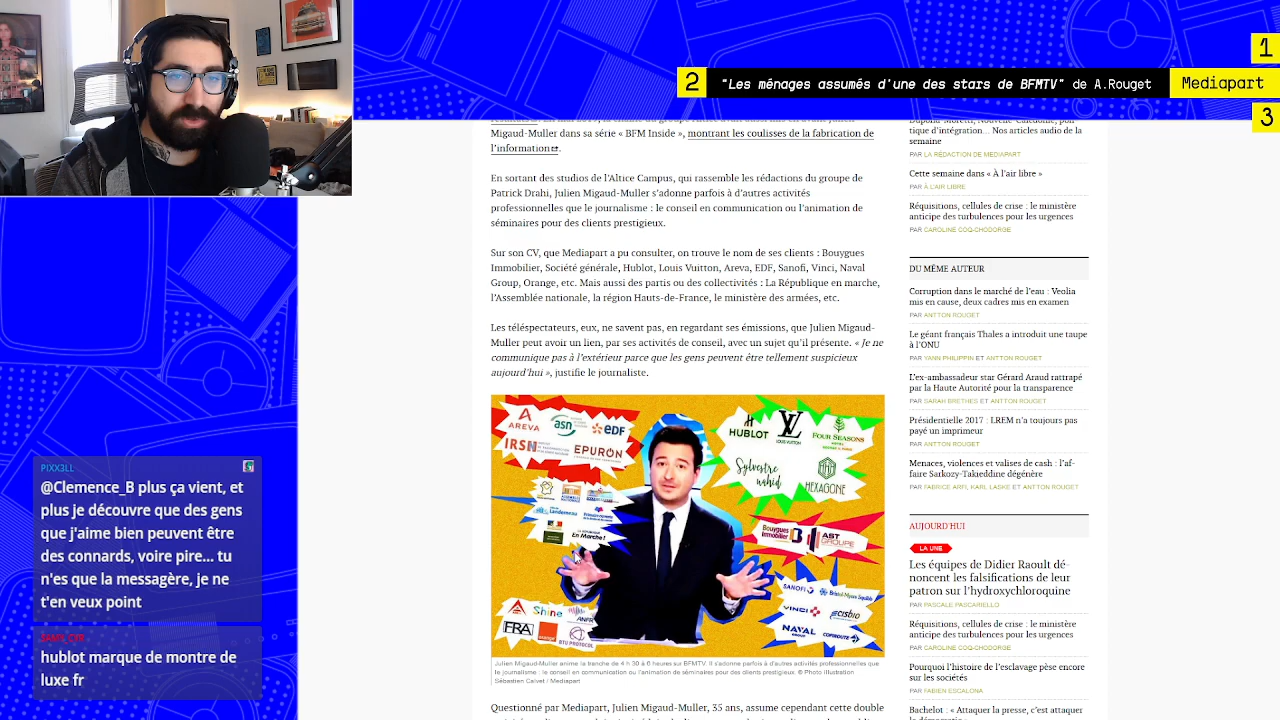 1
2 "Les ménages assumés d'une des stars de BFMTV" de A.Rouget Mediapart
3
Migaud-Muller dans sa série « BFM Inside », montrant les coulisses de la fabrication de
l'information.
En sortant des studios de l'Altice Campus, qui rassemble les rédactions du groupe de
Patrick Drahi, Julien Migaud-Muller s'adonne parfois à d'autres activités
professionnelles que le journalisme : le conseil en communication ou l'animation de
séminaires pour des clients prestigieux.
Sur son CV, que Mediapart a pu consulter, on trouve le nom de ses clients : Bouygues
Immobilier, Société générale, Hublot, Louis Vuitton, Areva, EDF, Sanofi, Vinci, Naval
Group, Orange, etc. Mais aussi des partis ou des collectivités : La République en marche,
l'Assemblée nationale, la région Hauts-de-France, le ministère des armées, etc.
Les téléspectateurs, eux, ne savent pas, en regardant ses émissions, que Julien Migaud-
Muller peut avoir un lien, par ses activités de conseil, avec un sujet qu'il présente. « Je ne
communique pas à l'extérieur parce que les gens peuvent être tellement suspicieux
aujourd'hui », justifie le journaliste.
AREVA
asn
eDF
IRSN
EPURON
Landerneau
En Marche !
Shine
ANFR
FRA
orange
BTU PROTOCOL
H
HUBLOT
LV
LOUIS VUITTON
FOUR SEASONS
Sylvestre
wahid
HEXAGONE
Bouygues
Immobilier
AST
GROUPE
SANOFI
Bristol-Myers Squibb
VINCI
ecisbio
NAVAL
GROUP
COFIROUTE
Julien Migaud-Muller anime la tranche de 4 h 30 à 6 heures sur BFMTV. Il s'adonne parfois à d'autres activités professionnelles que
le journalisme : le conseil en communication ou l'animation de séminaires pour des clients prestigieux. © Photo illustration
Sébastien Calvet / Mediapart
Questionné par Mediapart, Julien Migaud-Muller, 35 ans, assume cependant cette double
Dupond-Moretti, Nouvelle-Calédonie, poli-
tique d'intégration... Nos articles audio de la
semaine
PAR LA RÉDACTION DE MEDIAPART
Cette semaine dans « À l'air libre »
PAR À L'AIR LIBRE
Réquisitions, cellules de crise : le ministère
anticipe des turbulences pour les urgences
PAR CAROLINE COQ-CHODORGE
DU MÊME AUTEUR
Corruption dans le marché de l'eau : Veolia
mis en cause, deux cadres mis en examen
PAR ANTTON ROUGET
Le géant français Thales a introduit une taupe
à l'ONU
PAR YANN PHILIPPIN ET ANTTON ROUGET
L'ex-ambassadeur star Gérard Araud rattrapé
par la Haute Autorité pour la transparence
PAR SARAH BRETHES ET ANTTON ROUGET
Présidentielle 2017 : LREM n'a toujours pas
payé un imprimeur
PAR ANTTON ROUGET
Menaces, violences et valises de cash : l'af-
faire Sarkozy-Takieddine dégénère
PAR FABRICE ARFI, KARL LASKE ET ANTTON ROUGET
AUJOURD'HUI
LA UNE
Les équipes de Didier Raoult dé-
noncent les falsifications de leur
patron sur l'hydroxychloroquine
PAR PASCALE PASCARIELLO
Réquisitions, cellules de crise : le ministère
anticipe des turbulences pour les urgences
PAR CAROLINE COQ-CHODORGE
Pourquoi l'histoire de l'esclavage pèse encore
sur les sociétés
PAR FABIEN ESCALONA
Bachelot : « Attaquer la presse, c'est attaquer
PIXX3LL
@Clemence_B plus ça vient, et
plus je découvre que des gens
que j'aime bien peuvent être
des connards, voire pire... tu
n'es que la messagère, je ne
t'en veux point
hublot marque de montre de
luxe fr